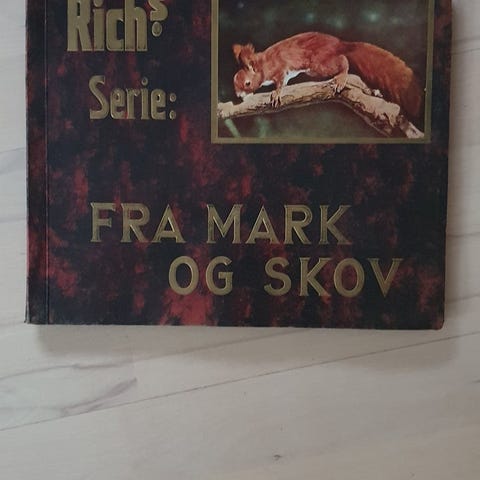 Rich's
Serie:
FRA MARK
OG SKOV